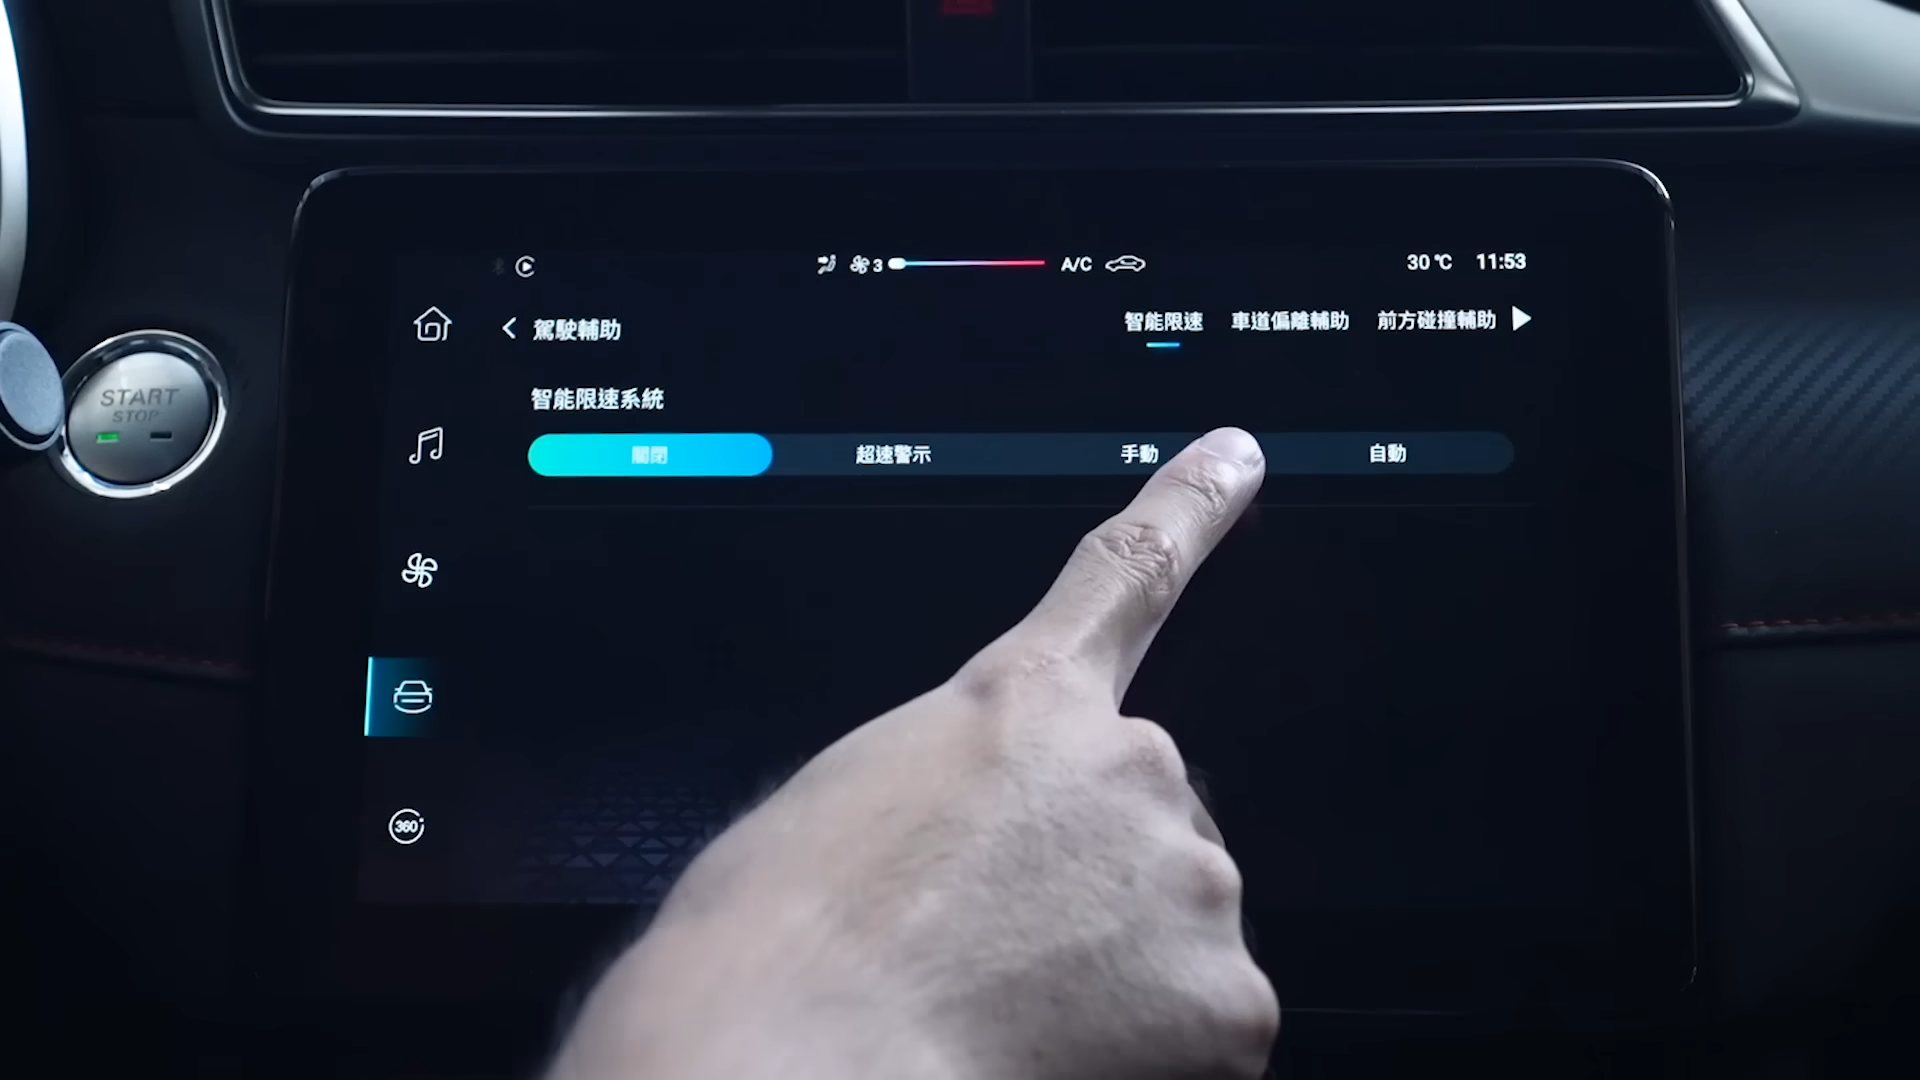 3 A/C 30℃ 11:53
駕駛輔助 智能限速 車道偏離輔助 前方碰撞輔助
START
STOP
智能限速系統
關閉 超速警示 手動 自動
360